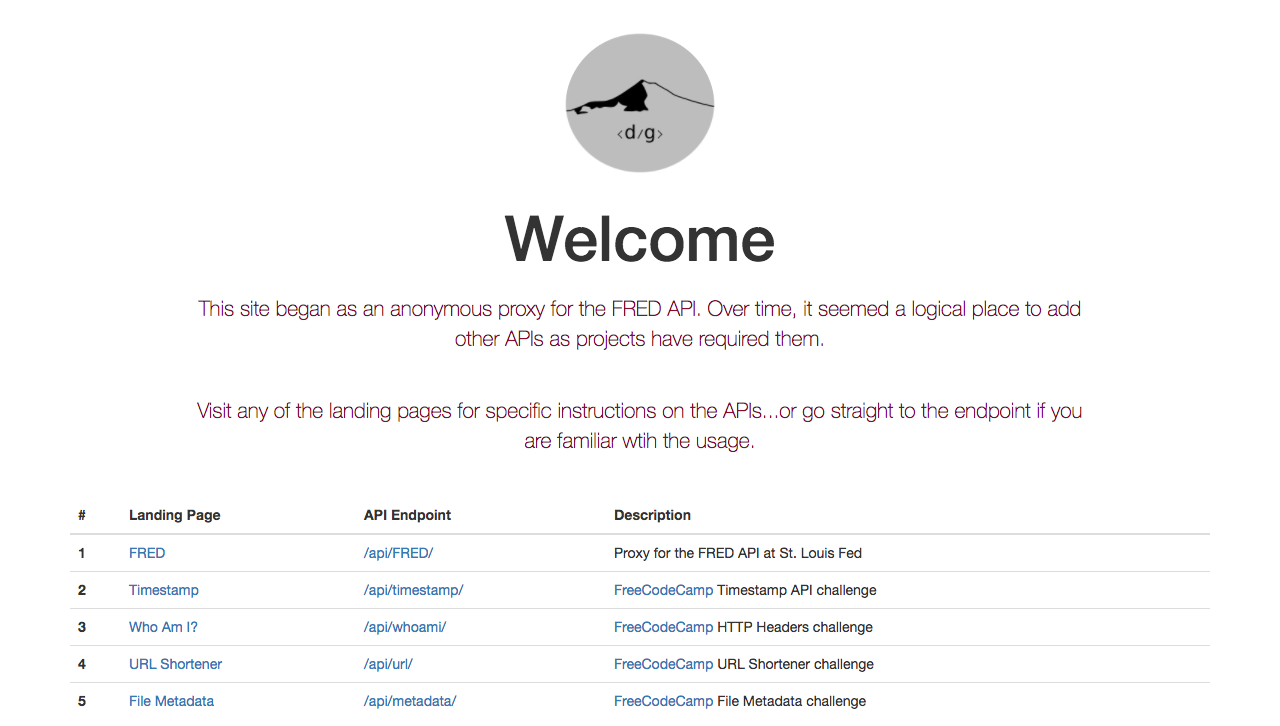 <d/g>
Welcome
This site began as an anonymous proxy for the FRED API. Over time, it seemed a logical place to add
other APIs as projects have required them.
Visit any of the landing pages for specific instructions on the APIs...or go straight to the endpoint if you
are familiar wtih the usage.
# Landing Page API Endpoint Description
1 FRED /api/FRED/ Proxy for the FRED API at St. Louis Fed
2 Timestamp /api/timestamp/ FreeCodeCamp Timestamp API challenge
3 Who Am I? /api/whoami/ FreeCodeCamp HTTP Headers challenge
4 URL Shortener /api/url/ FreeCodeCamp URL Shortener challenge
5 File Metadata /api/metadata/ FreeCodeCamp File Metadata challenge